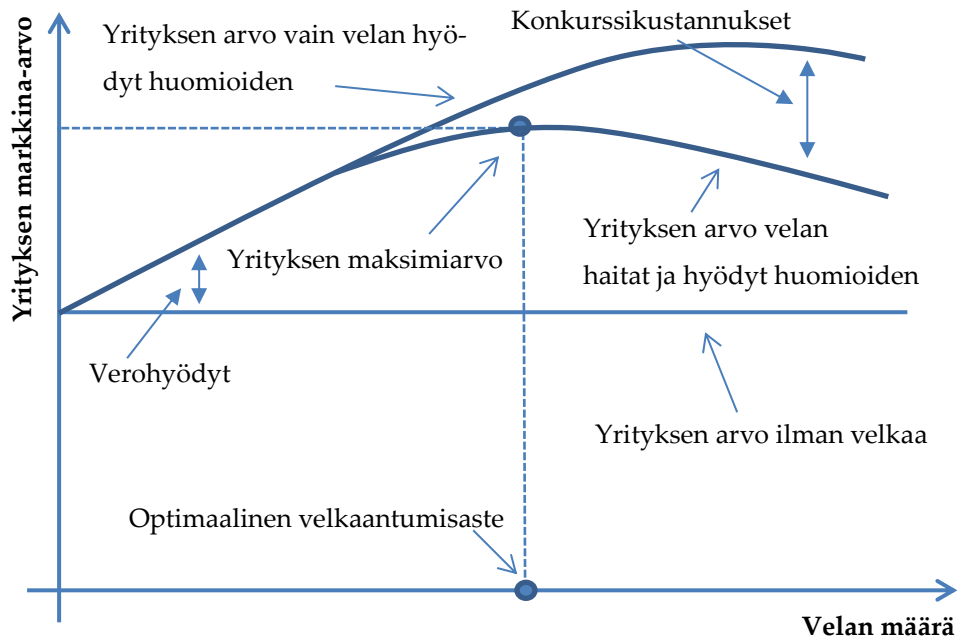 Yrityksen arvo vain velan hyö-
dyt huomioiden
Konkurssikustannukset
Yrityksen markkina-arvo
Yrityksen maksimiarvo
Yrityksen arvo velan
haitat ja hyödyt huomioiden
Verohyödyt
Yrityksen arvo ilman velkaa
Optimaalinen velkaantumisaste
Velan määrä